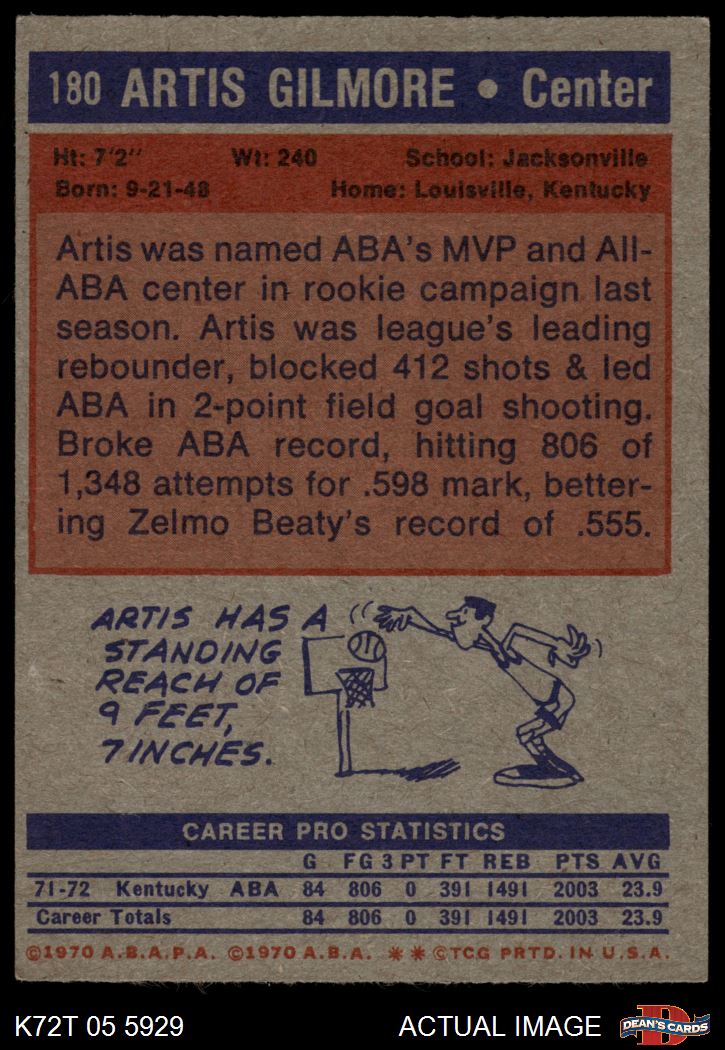 180 ARTIS GILMORE • Center
Ht: 7'2" Wt: 240 School: Jacksonville
Born: 9-21-48 Home: Louisville, Kentucky
Artis was named ABA's MVP and All-
ABA center in rookie campaign last
season. Artis was league's leading
rebounder, blocked 412 shots & led
ABA in 2-point field goal shooting.
Broke ABA record, hitting 806 of
1,348 attempts for .598 mark, better-
ing Zelmo Beaty's record of .555.
ARTIS HAS A
STANDING
REACH OF
9 FEET,
7 INCHES.
CAREER PRO STATISTICS
G FG 3 PT FT REB PTS AVG
71-72 Kentucky ABA 84 806 0 391 1491 2003 23.9
Career Totals 84 806 0 391 1491 2003 23.9
©1970 A.B.A.P.A. ©1970 A.B.A. ** ©TCG PRTD. IN U.S.A.
K72T 05 5929 ACTUAL IMAGE D DEAN'S CARDS